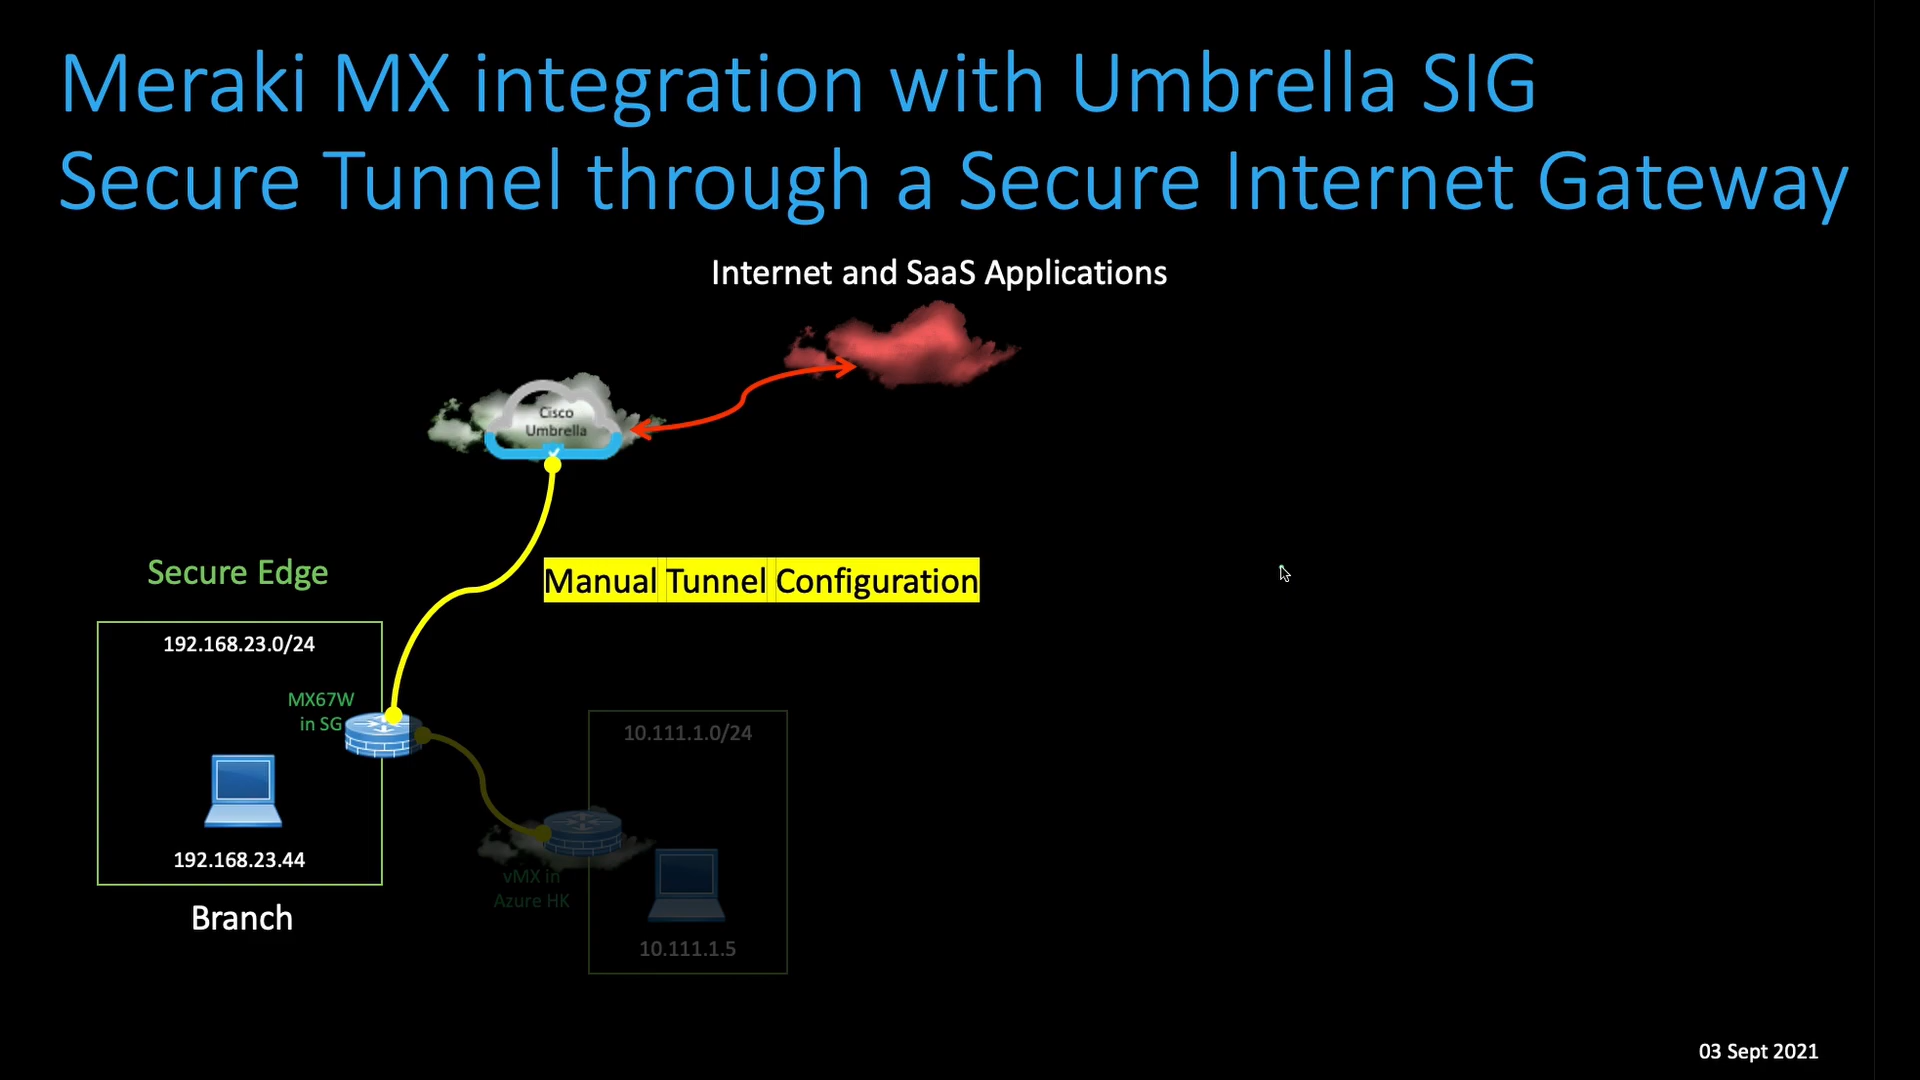 Meraki MX integration with Umbrella SIG
Secure Tunnel through a Secure Internet Gateway
Internet and SaaS Applications
Cisco
Umbrella
Secure Edge
Manual Tunnel Configuration
192.168.23.0/24
MX67W
in SG
10.111.1.0/24
192.168.23.44
vMX in
Azure HK
Branch
10.111.1.5
03 Sept 2021